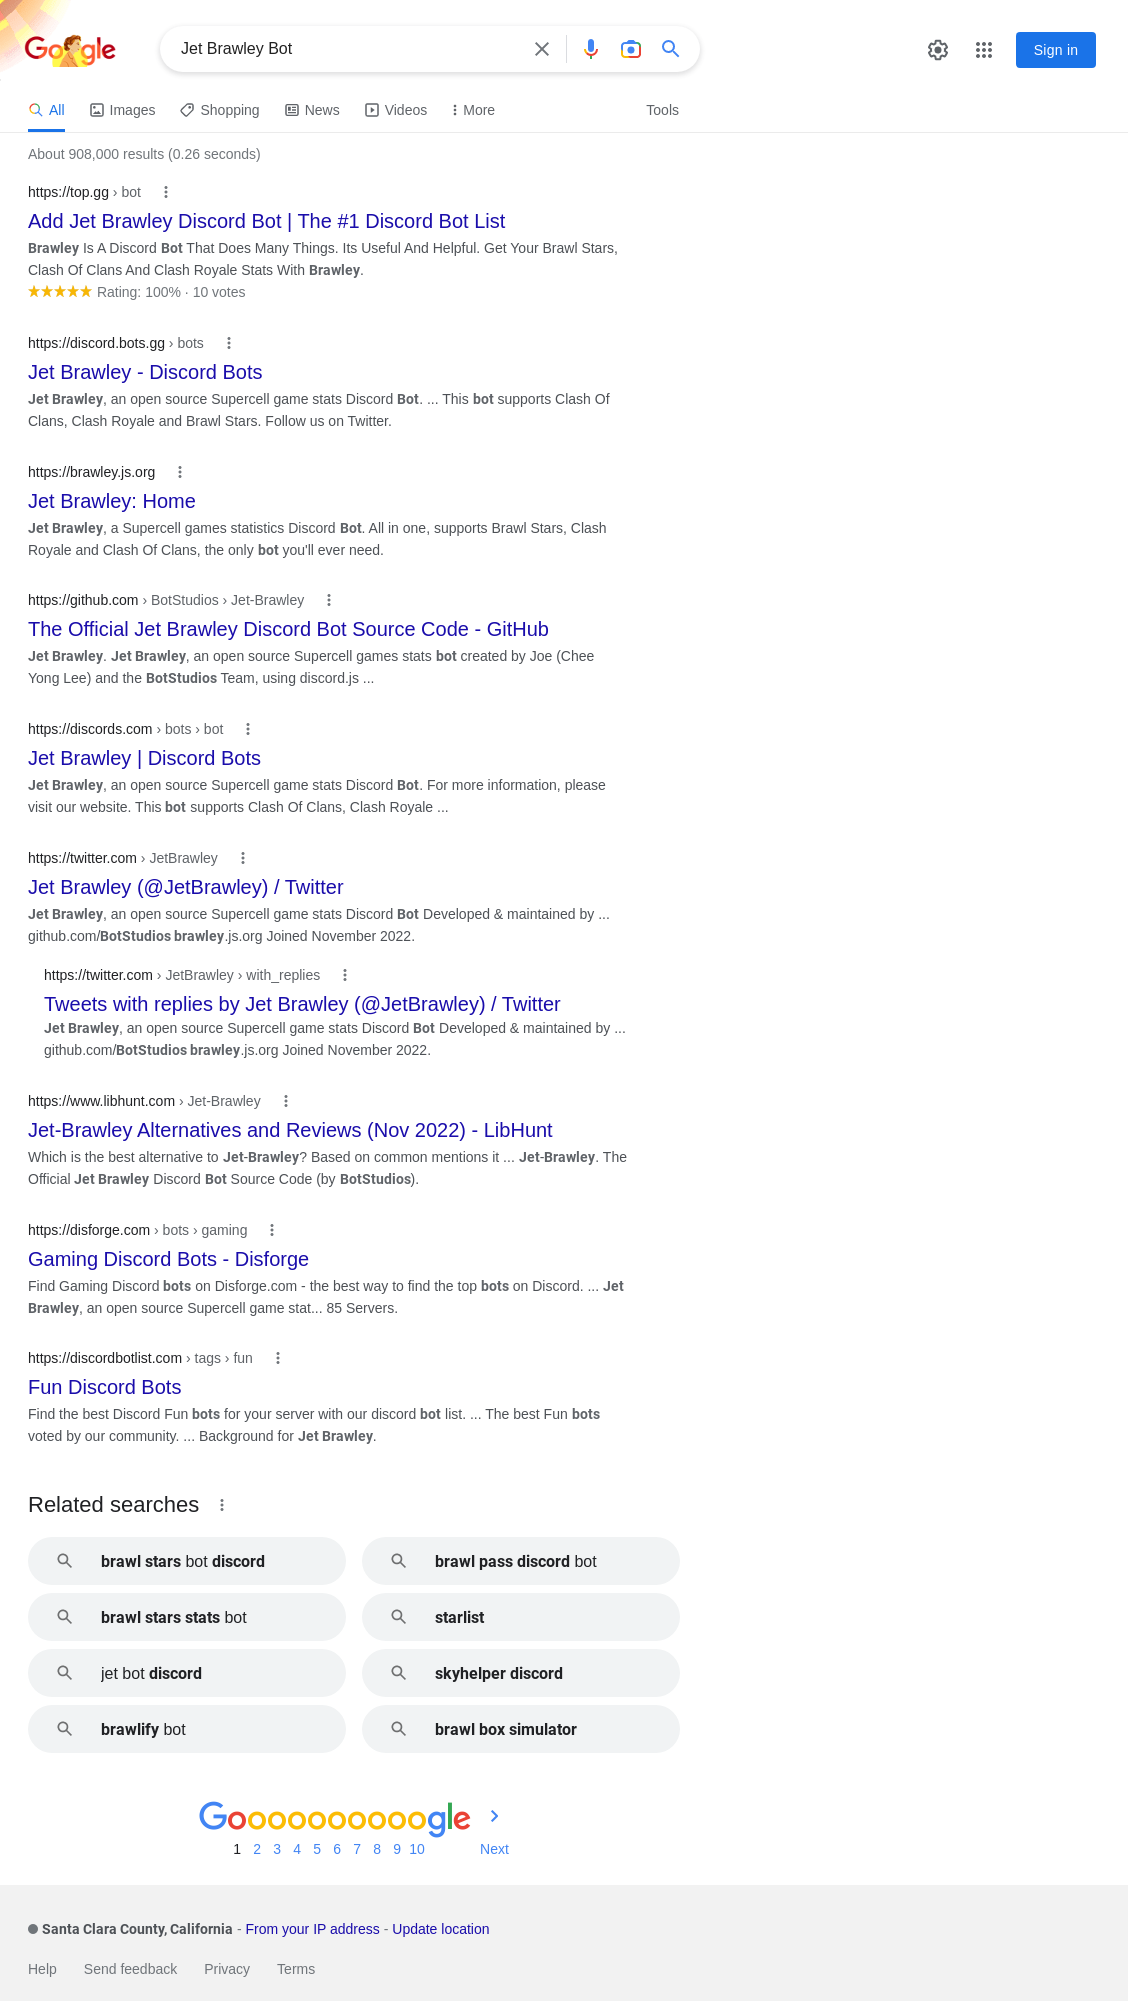 Google
Jet Brawley Bot
Sign in
All
Images
Shopping
News
Videos
More
Tools
About 908,000 results (0.26 seconds)
https://top.gg › bot
Add Jet Brawley Discord Bot | The #1 Discord Bot List
Brawley Is A Discord Bot That Does Many Things. Its Useful And Helpful. Get Your Brawl Stars,
Clash Of Clans And Clash Royale Stats With Brawley.
Rating: 100% · 10 votes
https://discord.bots.gg › bots
Jet Brawley - Discord Bots
Jet Brawley, an open source Supercell game stats Discord Bot. ... This bot supports Clash Of
Clans, Clash Royale and Brawl Stars. Follow us on Twitter.
https://brawley.js.org
Jet Brawley: Home
Jet Brawley, a Supercell games statistics Discord Bot. All in one, supports Brawl Stars, Clash
Royale and Clash Of Clans, the only bot you'll ever need.
https://github.com › BotStudios › Jet-Brawley
The Official Jet Brawley Discord Bot Source Code - GitHub
Jet Brawley. Jet Brawley, an open source Supercell games stats bot created by Joe (Chee
Yong Lee) and the BotStudios Team, using discord.js ...
https://discords.com › bots › bot
Jet Brawley | Discord Bots
Jet Brawley, an open source Supercell game stats Discord Bot. For more information, please
visit our website. This bot supports Clash Of Clans, Clash Royale ...
https://twitter.com › JetBrawley
Jet Brawley (@JetBrawley) / Twitter
Jet Brawley, an open source Supercell game stats Discord Bot Developed & maintained by ...
github.com/BotStudios brawley.js.org Joined November 2022.
https://twitter.com › JetBrawley › with_replies
Tweets with replies by Jet Brawley (@JetBrawley) / Twitter
Jet Brawley, an open source Supercell game stats Discord Bot Developed & maintained by ...
github.com/BotStudios brawley.js.org Joined November 2022.
https://www.libhunt.com › Jet-Brawley
Jet-Brawley Alternatives and Reviews (Nov 2022) - LibHunt
Which is the best alternative to Jet-Brawley? Based on common mentions it ... Jet-Brawley. The
Official Jet Brawley Discord Bot Source Code (by BotStudios).
https://disforge.com › bots › gaming
Gaming Discord Bots - Disforge
Find Gaming Discord bots on Disforge.com - the best way to find the top bots on Discord. ... Jet
Brawley, an open source Supercell game stat... 85 Servers.
https://discordbotlist.com › tags › fun
Fun Discord Bots
Find the best Discord Fun bots for your server with our discord bot list. ... The best Fun bots
voted by our community. ... Background for Jet Brawley.
Related searches
brawl stars bot discord
brawl pass discord bot
brawl stars stats bot
starlist
jet bot discord
skyhelper discord
brawlify bot
brawl box simulator
Goooooooooogle
1 2 3 4 5 6 7 8 9 10 Next
Santa Clara County, California - From your IP address - Update location
Help Send feedback Privacy Terms